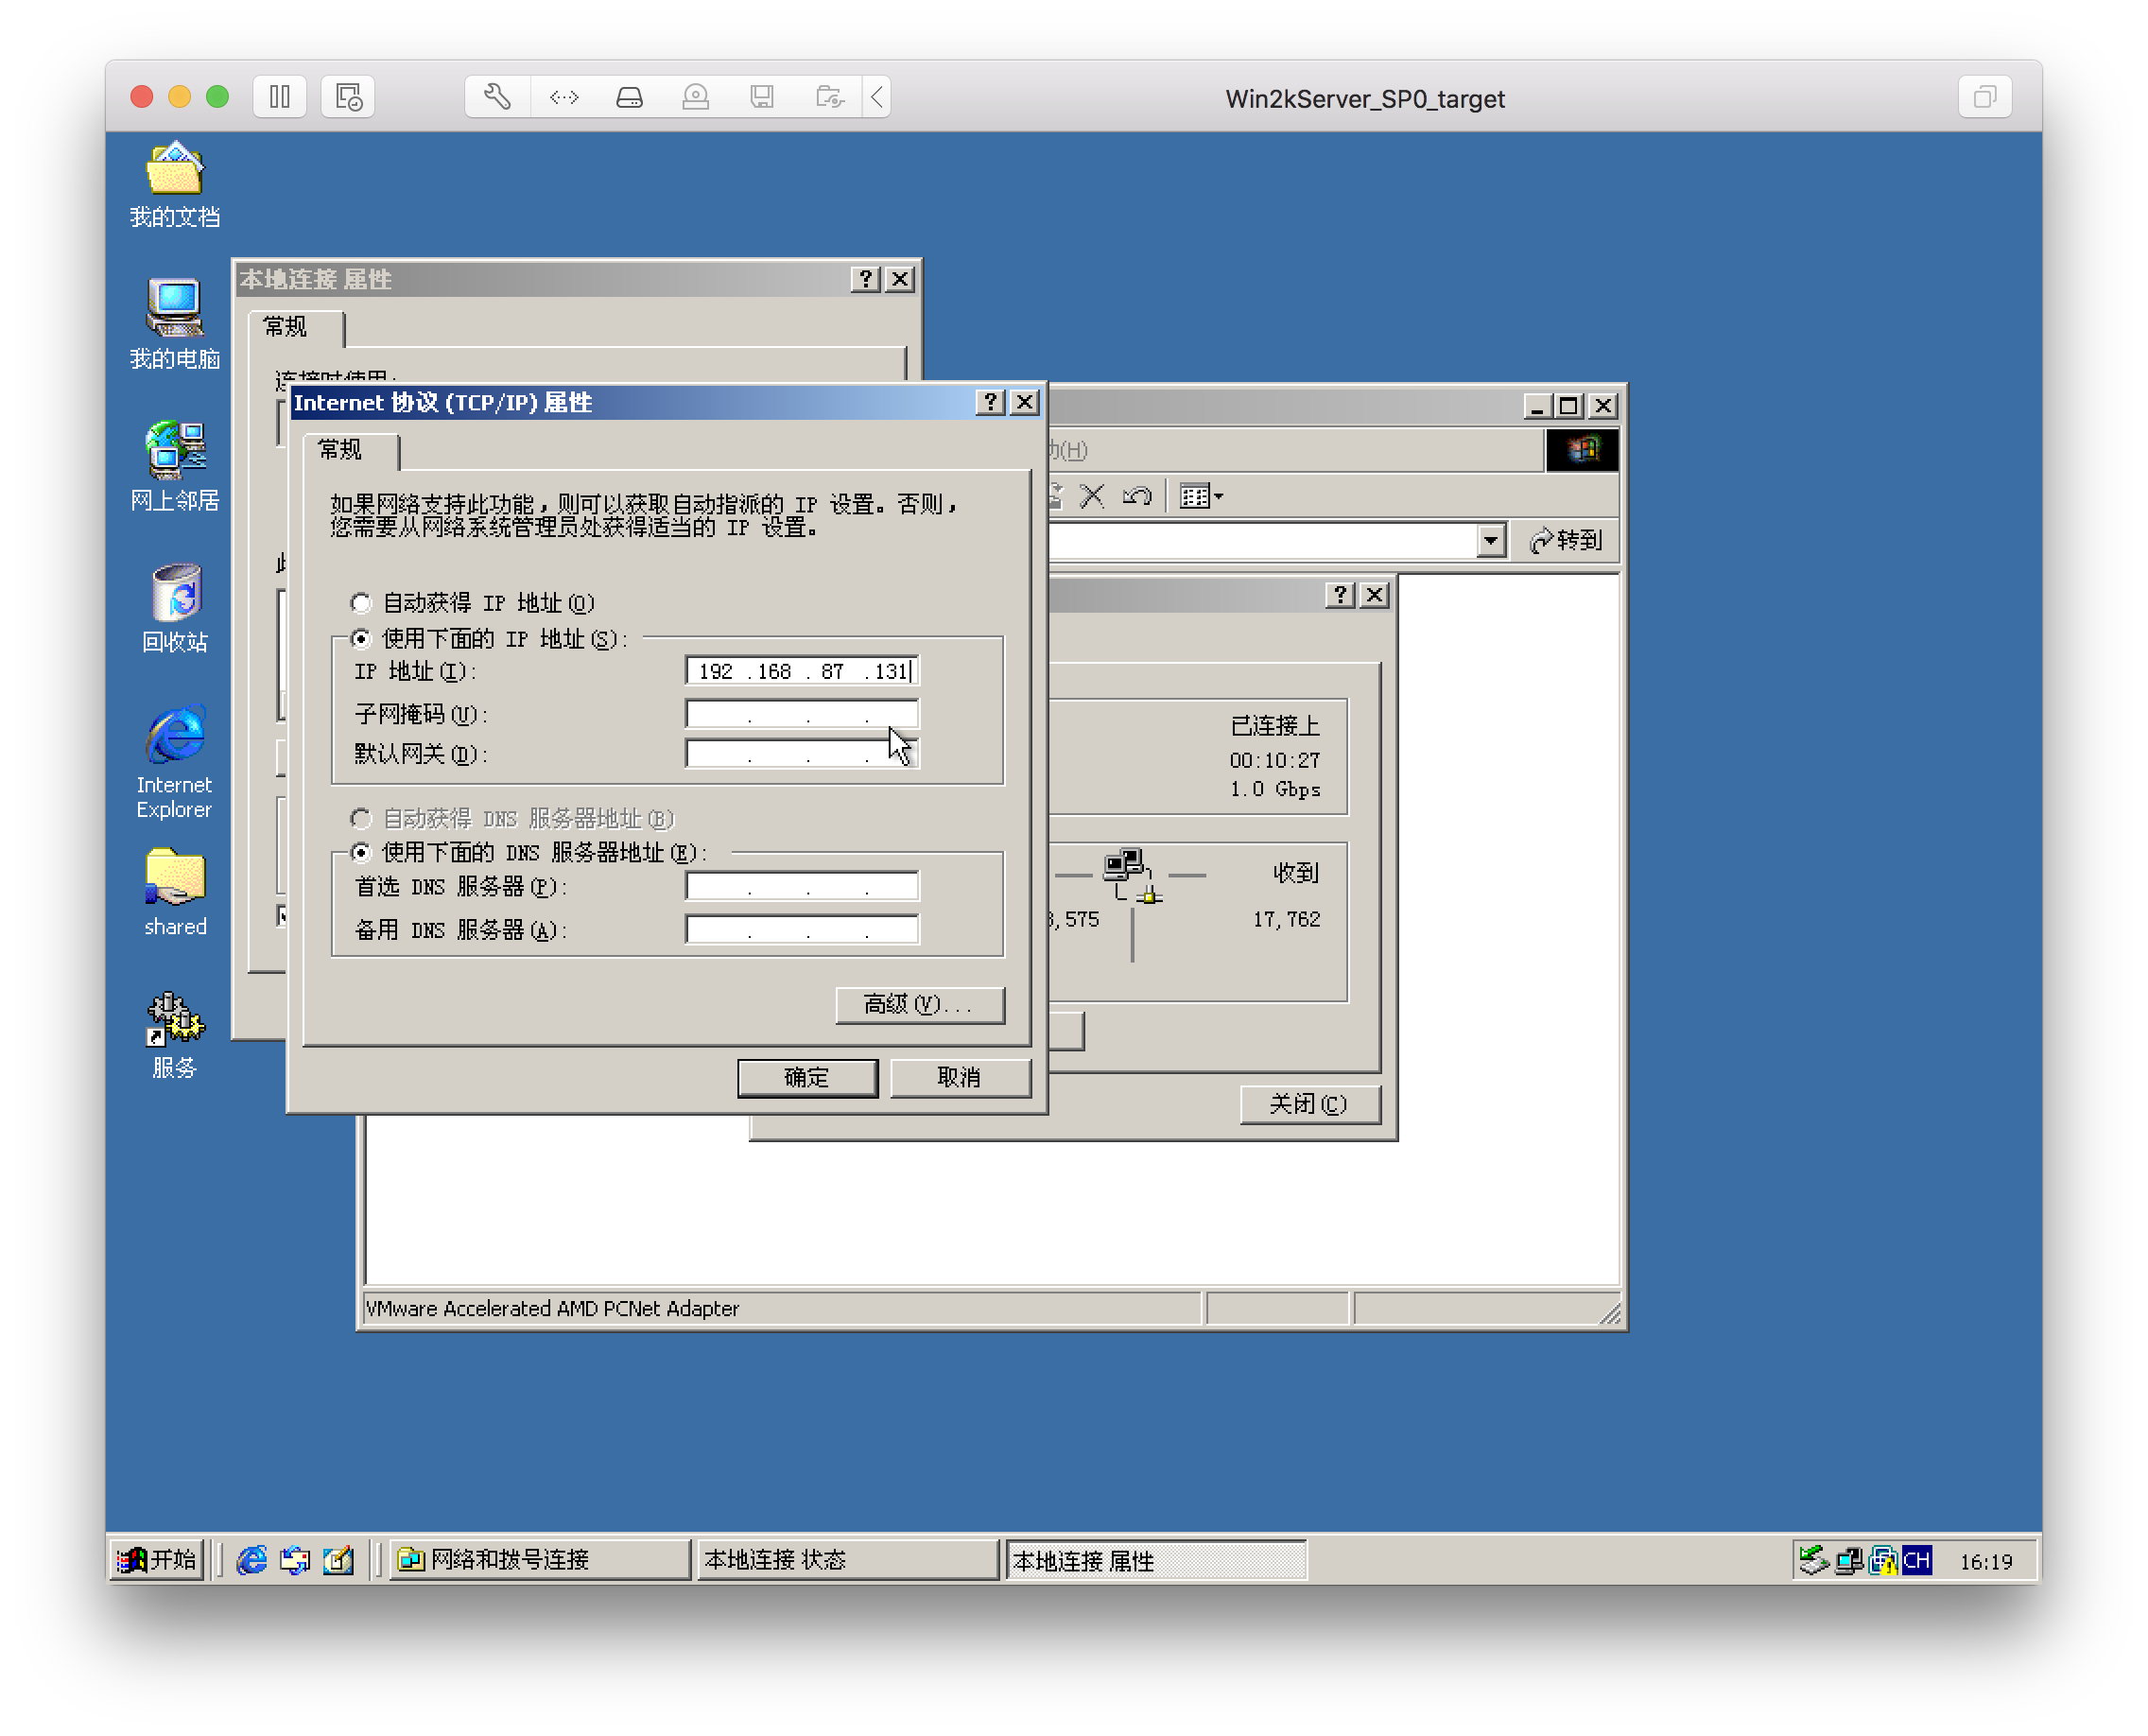 Win2kServer_SP0_target
我的文档
我的电脑
网上邻居
回收站
Internet
Explorer
shared
服务
本地连接 属性
常规
连接时使用:
Internet 协议 (TCP/IP) 属性
常规
如果网络支持此功能,则可以获取自动指派的 IP 设置。否则,
您需要从网络系统管理员处获得适当的 IP 设置。
自动获得 IP 地址(O)
使用下面的 IP 地址(S):
IP 地址(I):
192 .168 . 87 .131
子网掩码(U):
. . .
默认网关(D):
. . .
自动获得 DNS 服务器地址(B)
使用下面的 DNS 服务器地址(E):
首选 DNS 服务器(P):
. . .
备用 DNS 服务器(A):
. . .
高级(V)...
确定
取消
(H)
转到
已连接上
00:10:27
1.0 Gbps
收到
,575
17,762
关闭(C)
VMware Accelerated AMD PCNet Adapter
开始
网络和拨号连接
本地连接 状态
本地连接 属性
CH
16:19